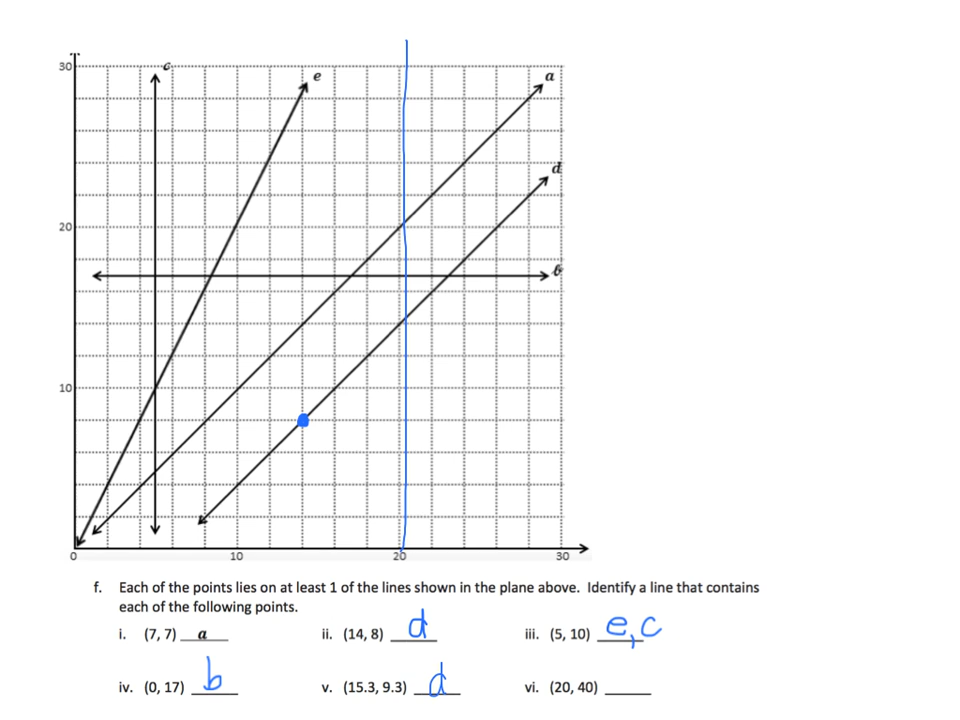 30
c
e
a
d
20
b
10
0 10 20 30
f. Each of the points lies on at least 1 of the lines shown in the plane above. Identify a line that contains
each of the following points.
i. (7, 7) a ii. (14, 8) d iii. (5, 10) e, c
iv. (0, 17) b v. (15.3, 9.3) d vi. (20, 40) ______